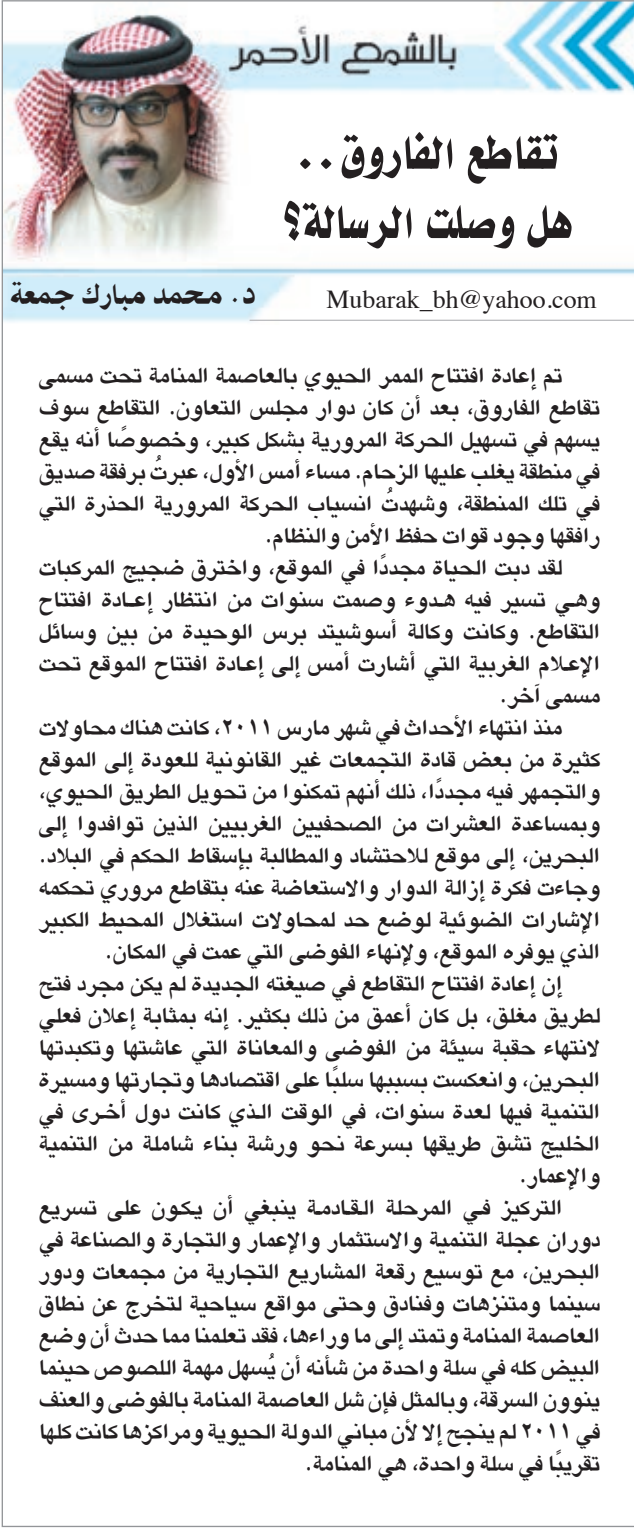 بالشمع الأحمر
تقاطع الفاروق..
هل وصلت الرسالة؟
د. محمد مبارك جمعة
Mubarak_bh@yahoo.com
تم إعادة افتتاح الممر الحيوي بالعاصمة المنامة تحت مسمى
تقاطع الفاروق، بعد أن كان دوار مجلس التعاون. التقاطع سوف
يسهم في تسهيل الحركة المرورية بشكل كبير، وخصوصًا أنه يقع
في منطقة يغلب عليها الزحام. مساء أمس الأول، عبرتُ برفقة صديق
في تلك المنطقة، وشهدتُ انسياب الحركة المرورية الحذرة التي
رافقها وجود قوات حفظ الأمن والنظام.
لقد دبت الحياة مجددًا في الموقع، واخترق ضجيج المركبات
وهي تسير فيه هدوء وصمت سنوات من انتظار إعادة افتتاح
التقاطع. وكانت وكالة أسوشيتد برس الوحيدة من بين وسائل
الإعلام الغربية التي أشارت أمس إلى إعادة افتتاح الموقع تحت
مسمى آخر.
منذ انتهاء الأحداث في شهر مارس ٢٠١١، كانت هناك محاولات
كثيرة من بعض قادة التجمعات غير القانونية للعودة إلى الموقع
والتجمهر فيه مجددًا، ذلك أنهم تمكنوا من تحويل الطريق الحيوي،
وبمساعدة العشرات من الصحفيين الغربيين الذين توافدوا إلى
البحرين، إلى موقع للاحتشاد والمطالبة بإسقاط الحكم في البلاد.
وجاءت فكرة إزالة الدوار والاستعاضة عنه بتقاطع مروري تحكمه
الإشارات الضوئية لوضع حد لمحاولات استغلال المحيط الكبير
الذي يوفره الموقع، ولإنهاء الفوضى التي عمت في المكان.
إن إعادة افتتاح التقاطع في صيغته الجديدة لم يكن مجرد فتح
لطريق مغلق، بل كان أعمق من ذلك بكثير. إنه بمثابة إعلان فعلي
لانتهاء حقبة سيئة من الفوضى والمعاناة التي عاشتها وتكبدتها
البحرين، وانعكست بسببها سلبًا على اقتصادها وتجارتها ومسيرة
التنمية فيها لعدة سنوات، في الوقت الذي كانت دول أخرى في
الخليج تشق طريقها بسرعة نحو ورشة بناء شاملة من التنمية
والإعمار.
التركيز في المرحلة القادمة ينبغي أن يكون على تسريع
دوران عجلة التنمية والاستثمار والإعمار والتجارة والصناعة في
البحرين، مع توسيع رقعة المشاريع التجارية من مجمعات ودور
سينما ومتنزهات وفنادق وحتى مواقع سياحية لتخرج عن نطاق
العاصمة المنامة وتمتد إلى ما وراءها، فقد تعلمنا مما حدث أن وضع
البيض كله في سلة واحدة من شأنه أن يُسهل مهمة اللصوص حينما
ينوون السرقة، وبالمثل فإن شل العاصمة المنامة بالفوضى والعنف
في ٢٠١١ لم ينجح إلا لأن مباني الدولة الحيوية ومراكزها كانت كلها
تقريبًا في سلة واحدة، هي المنامة.